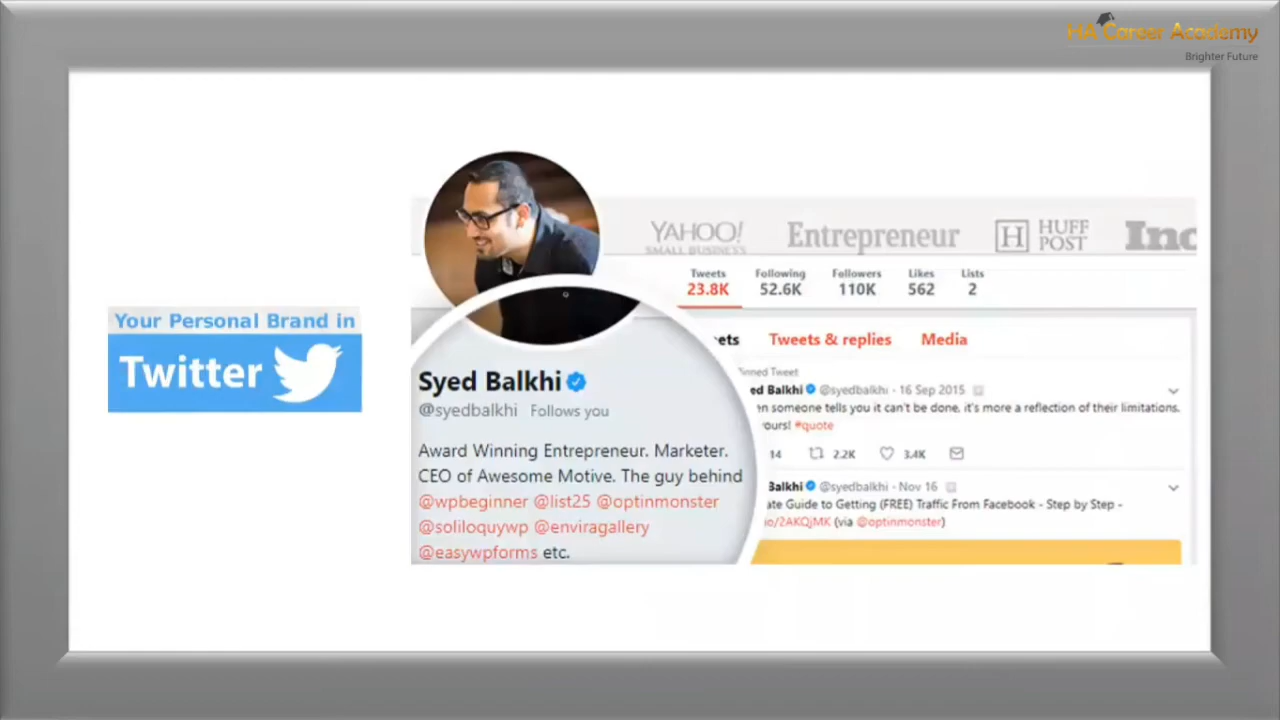 HA Career Academy
Brighter Future
YAHOO!
SMALL BUSINESS
Entrepreneur
H HUFF
POST
Inc
Tweets Following Followers Likes Lists
23.8K 52.6K 110K 562 2
Your Personal Brand in
Twitter
ets Tweets & replies Media
nned Tweet
ed Balkhi @syedbalkhi - 16 Sep 2015
en someone tells you it can't be done, it's more a reflection of their limitations,
yours! #quote
14 2.2K 3.4K
Balkhi @syedbalkhi - Nov 16
ate Guide to Getting (FREE) Traffic From Facebook - Step by Step -
io/2AKQjMK (via @optinmonster)
Syed Balkhi
@syedbalkhi Follows you
Award Winning Entrepreneur. Marketer.
CEO of Awesome Motive. The guy behind
@wpbeginner @list25 @optinmonster
@soliloquywp @enviragallery
@easywpforms etc.